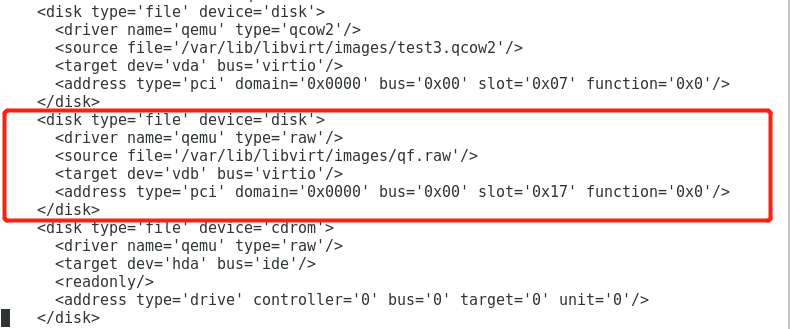 <disk type='file' device='disk'>
<driver name='qemu' type='qcow2'/>
<source file='/var/lib/libvirt/images/test3.qcow2'/>
<target dev='vda' bus='virtio'/>
<address type='pci' domain='0x0000' bus='0x00' slot='0x07' function='0x0'/>
</disk>
<disk type='file' device='disk'>
<driver name='qemu' type='raw'/>
<source file='/var/lib/libvirt/images/qf.raw'/>
<target dev='vdb' bus='virtio'/>
<address type='pci' domain='0x0000' bus='0x00' slot='0x17' function='0x0'/>
</disk>
<disk type='file' device='cdrom'>
<driver name='qemu' type='raw'/>
<target dev='hda' bus='ide'/>
<readonly/>
<address type='drive' controller='0' bus='0' target='0' unit='0'/>
</disk>